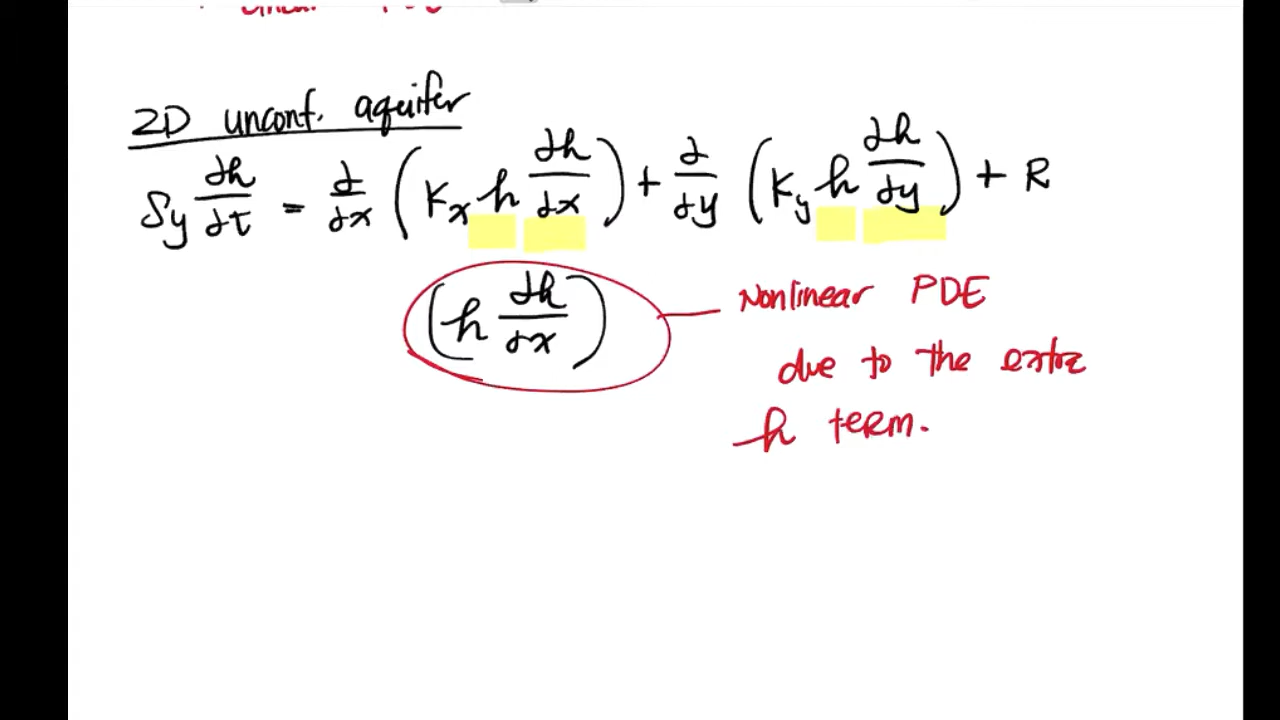 2D unconf. aquifer
Sy ∂h/∂t = ∂/∂x (Kx h ∂h/∂x) + ∂/∂y (Ky h ∂h/∂y) + R
(h ∂h/∂x)
Nonlinear PDE
due to the extra
h term.